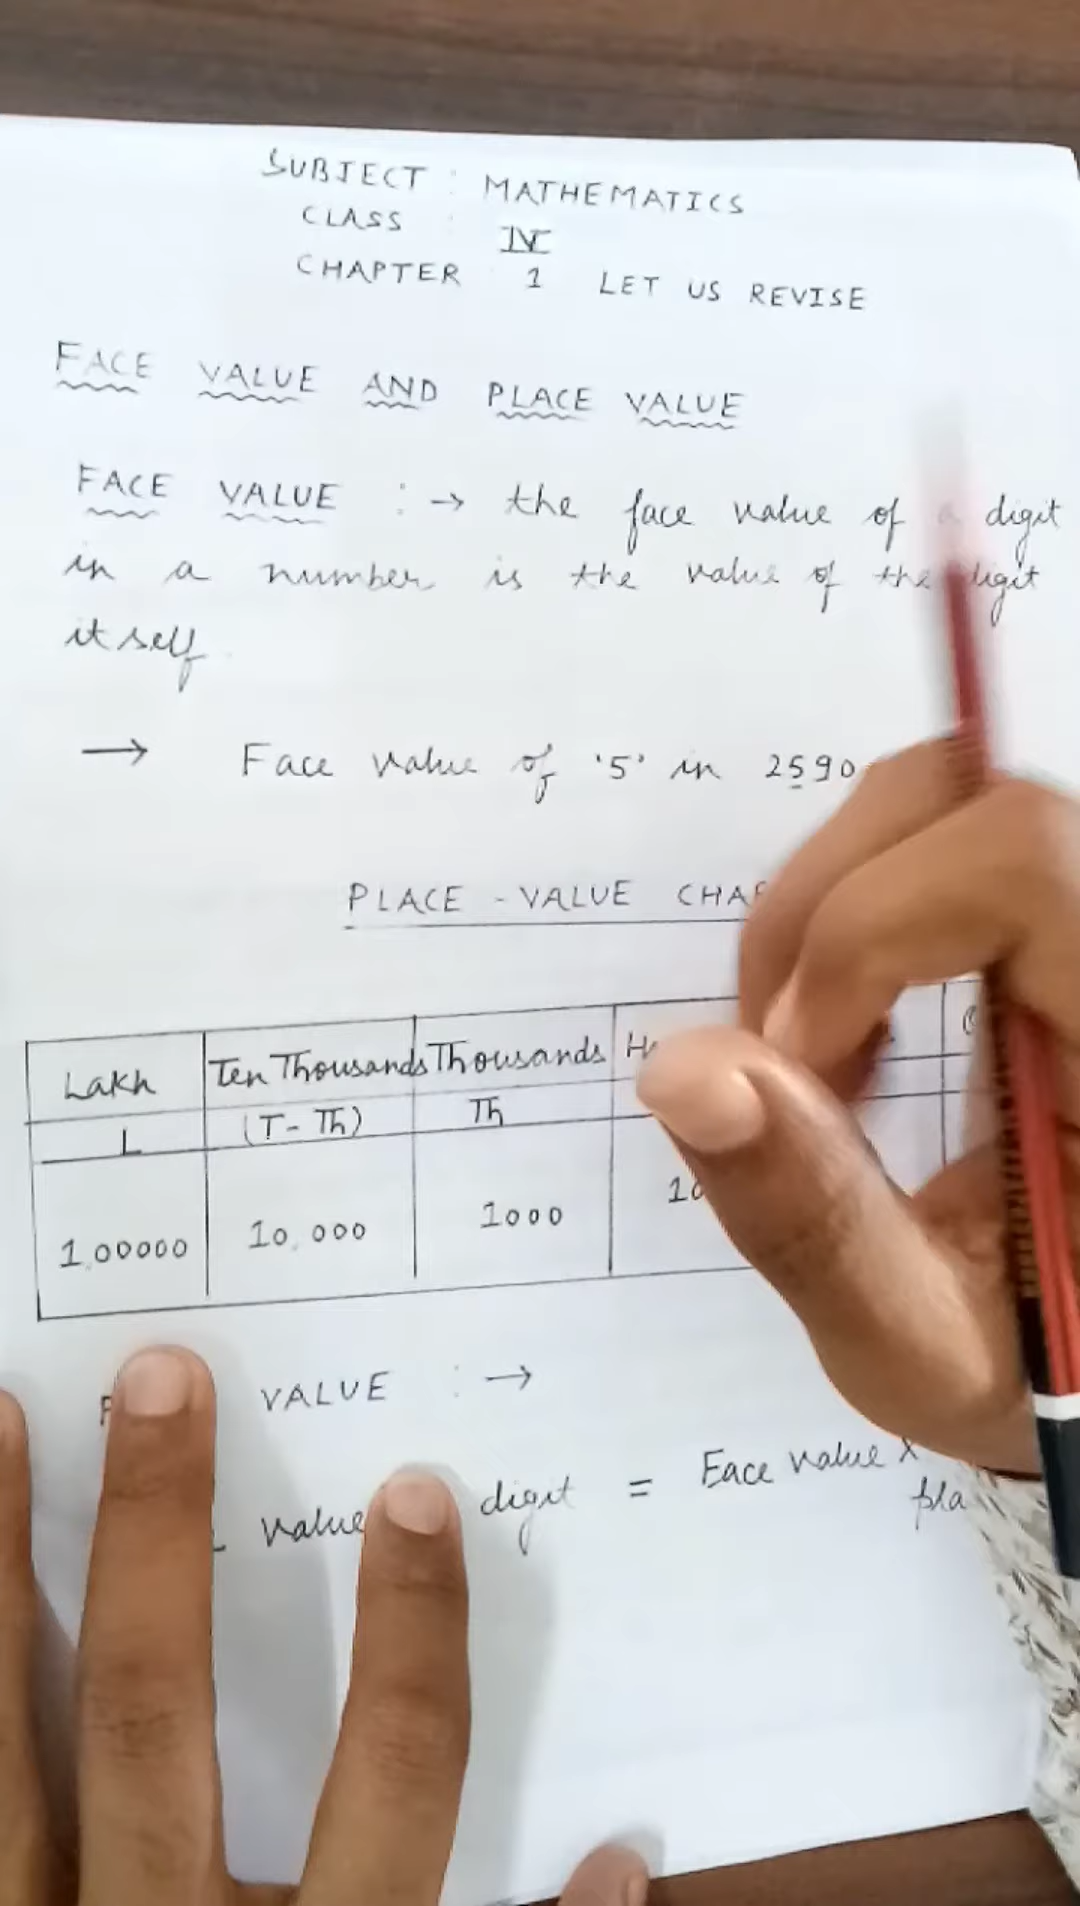 SUBJECT : MATHEMATICS
CLASS : IV
CHAPTER 1 LET US REVISE
FACE VALUE AND PLACE VALUE
FACE VALUE : → the face value of a digit
in a number is the value of the digit
itself
→ Face value of '5' in 2590
PLACE - VALUE
Lakh Ten Thousands Thousands
L (T-Th) Th
1,00000 10,000 1000
VALUE : →
value digit = Face value x